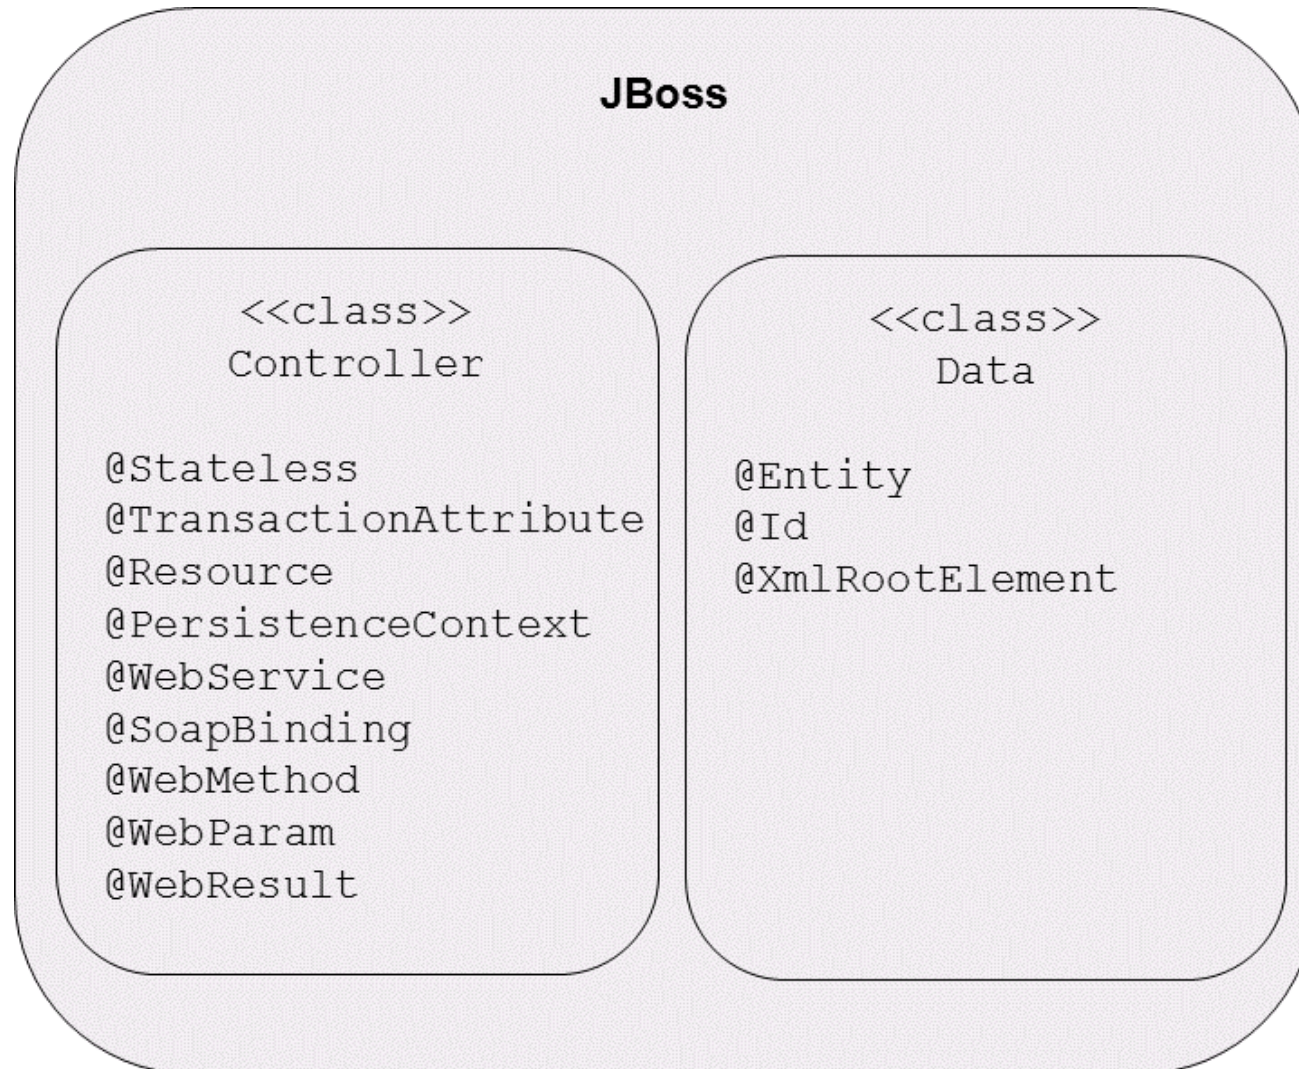 JBoss
<<class>>
Controller
@Stateless
@TransactionAttribute
@Resource
@PersistenceContext
@WebService
@SoapBinding
@WebMethod
@WebParam
@WebResult
<<class>>
Data
@Entity
@Id
@XmlRootElement